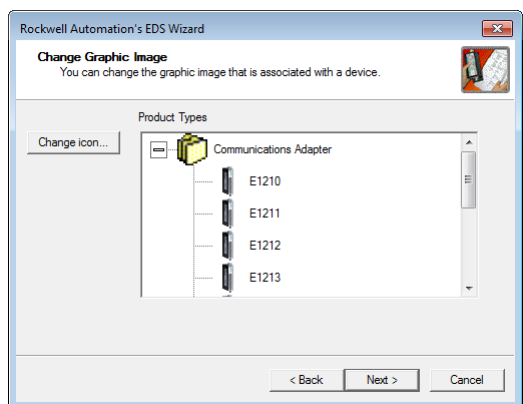 Rockwell Automation's EDS Wizard
Change Graphic Image
You can change the graphic image that is associated with a device.
Product Types
Change icon...
Communications Adapter
E1210
E1211
E1212
E1213
< Back
Next >
Cancel